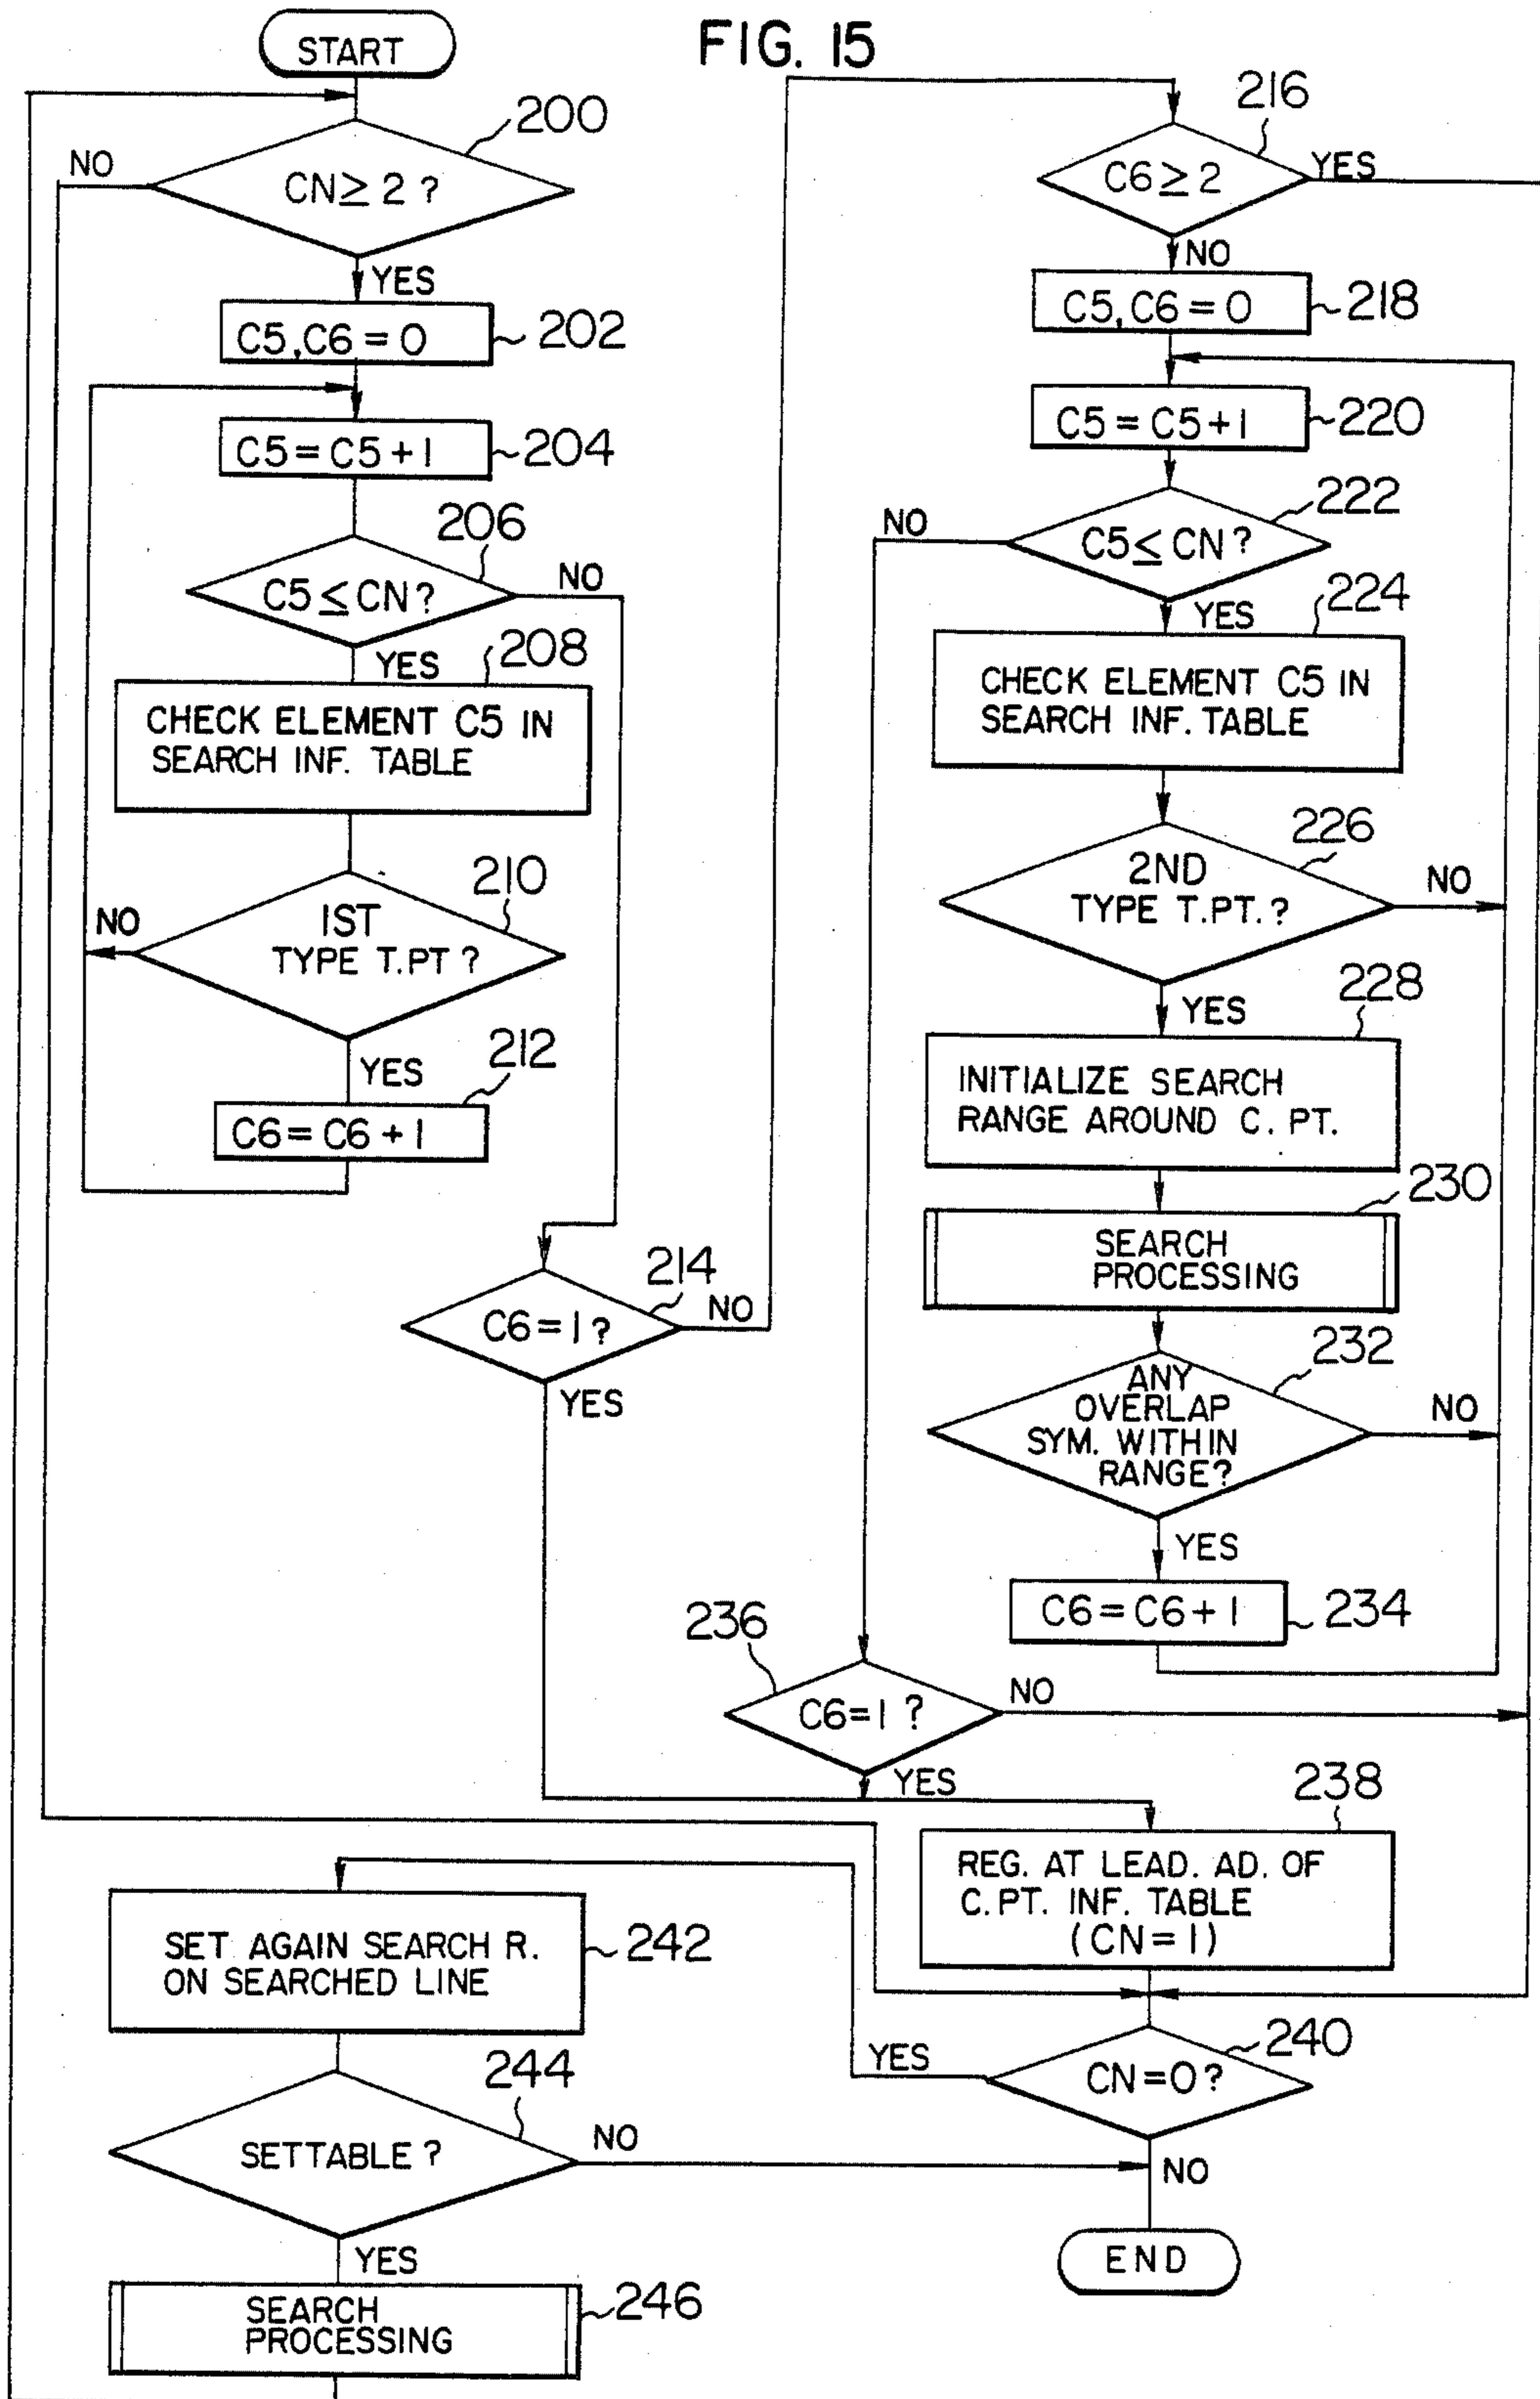 FIG. 15
START
200
NO
CN≥2?
YES
C5,C6=0
202
C5=C5+1
204
206
C5≤CN?
NO
YES
208
CHECK ELEMENT C5 IN
SEARCH INF. TABLE
210
NO
1ST
TYPE T.PT?
YES
212
C6=C6+1
214
C6=1?
NO
YES
216
C6≥2
YES
NO
C5,C6=0
218
C5=C5+1
220
222
NO
C5≤CN?
YES
224
CHECK ELEMENT C5 IN
SEARCH INF. TABLE
226
2ND
TYPE T.PT.?
NO
YES
228
INITIALIZE SEARCH
RANGE AROUND C. PT.
230
SEARCH
PROCESSING
232
ANY
OVERLAP
SYM. WITHIN
RANGE?
NO
YES
C6=C6+1
234
236
C6=1?
NO
YES
238
REG. AT LEAD. AD. OF
C.PT. INF. TABLE
(CN=1)
240
YES
CN=0?
NO
END
SET AGAIN SEARCH R.
ON SEARCHED LINE
242
244
SETTABLE?
NO
YES
SEARCH
PROCESSING
246